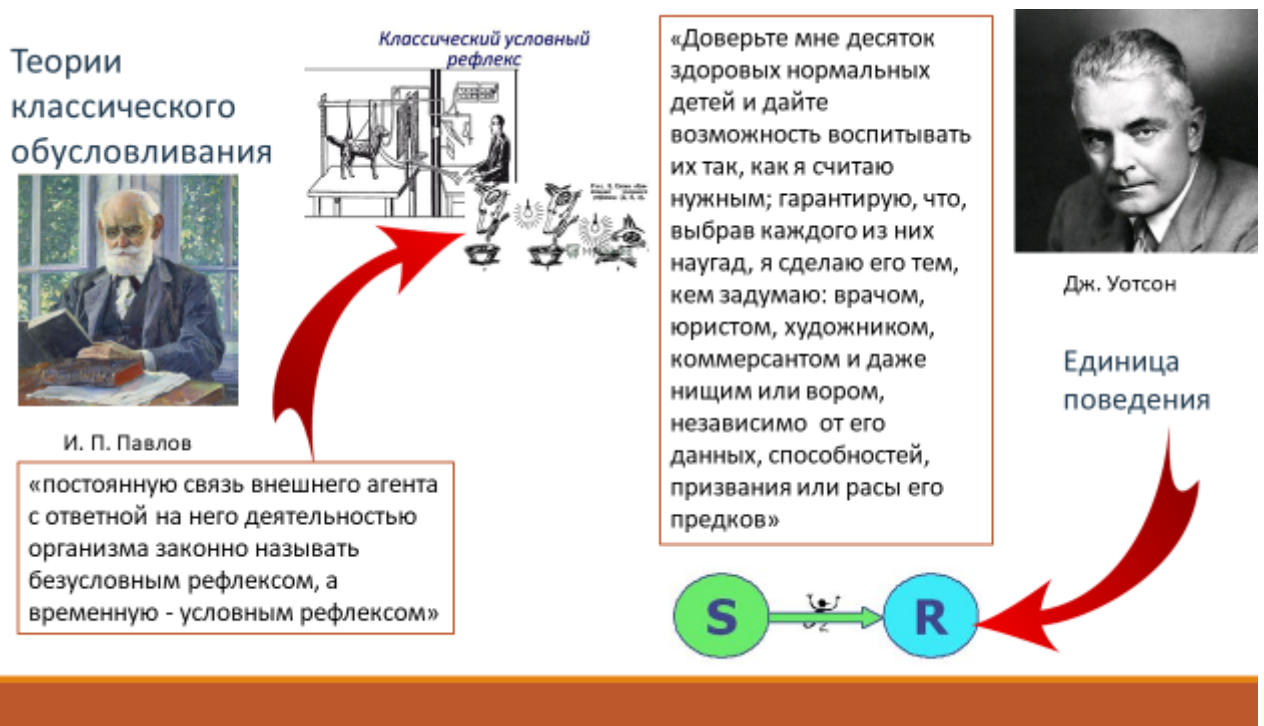 Теории
классического
обусловливания
Классический условный
рефлекс
И. П. Павлов
«постоянную связь внешнего агента
с ответной на него деятельностью
организма законно называть
безусловным рефлексом, а
временную - условным рефлексом»
«Доверьте мне десяток
здоровых нормальных
детей и дайте
возможность воспитывать
их так, как я считаю
нужным; гарантирую, что,
выбрав каждого из них
наугад, я сделаю его тем,
кем задумаю: врачом,
юристом, художником,
коммерсантом и даже
нищим или вором,
независимо от его
данных, способностей,
призвания или расы его
предков»
Дж. Уотсон
Единица
поведения
S
R